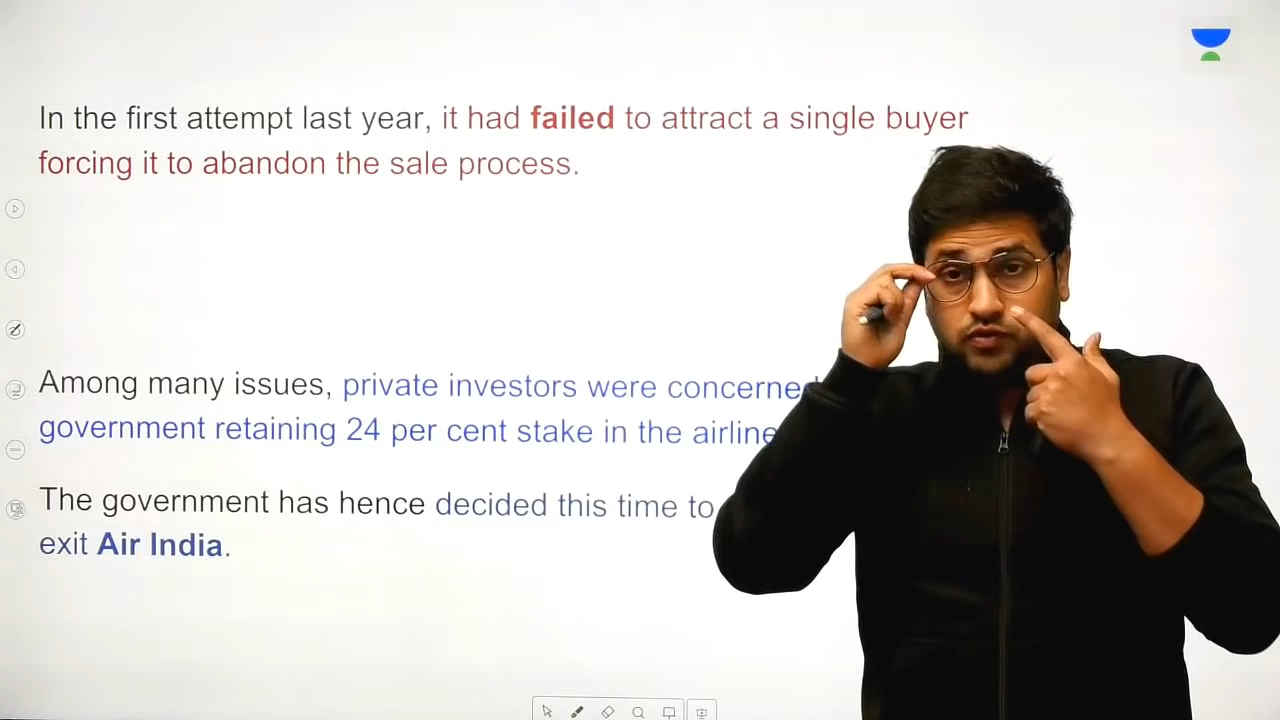 In the first attempt last year, it had failed to attract a single buyer
forcing it to abandon the sale process.
Among many issues, private investors were concerne
government retaining 24 per cent stake in the airline
The government has hence decided this time to
exit Air India.